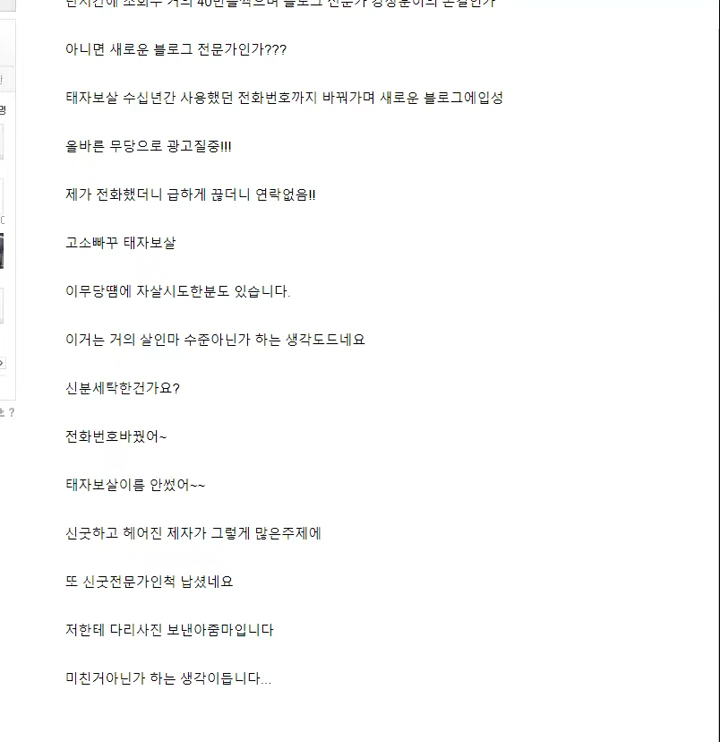 아니면 새로운 블로그 전문가인가???
태자보살 수십년간 사용했던 전화번호까지 바꿔가며 새로운 블로그에입성
올바른 무당으로 광고질중!!!
제가 전화했더니 급하게 끊더니 연락없음!!
고소빠꾸 태자보살
이무당떔에 자살시도한분도 있습니다.
이거는 거의 살인마 수준아닌가 하는 생각도드네요
신분세탁한건가요?
전화번호바꿨어~
태자보살이름 안썼어~~
신굿하고 헤어진 제자가 그렇게 많은주제에
또 신굿전문가인척 납셨네요
저한테 다리사진 보낸아줌마입니다
미친거아닌가 하는 생각이듭니다...